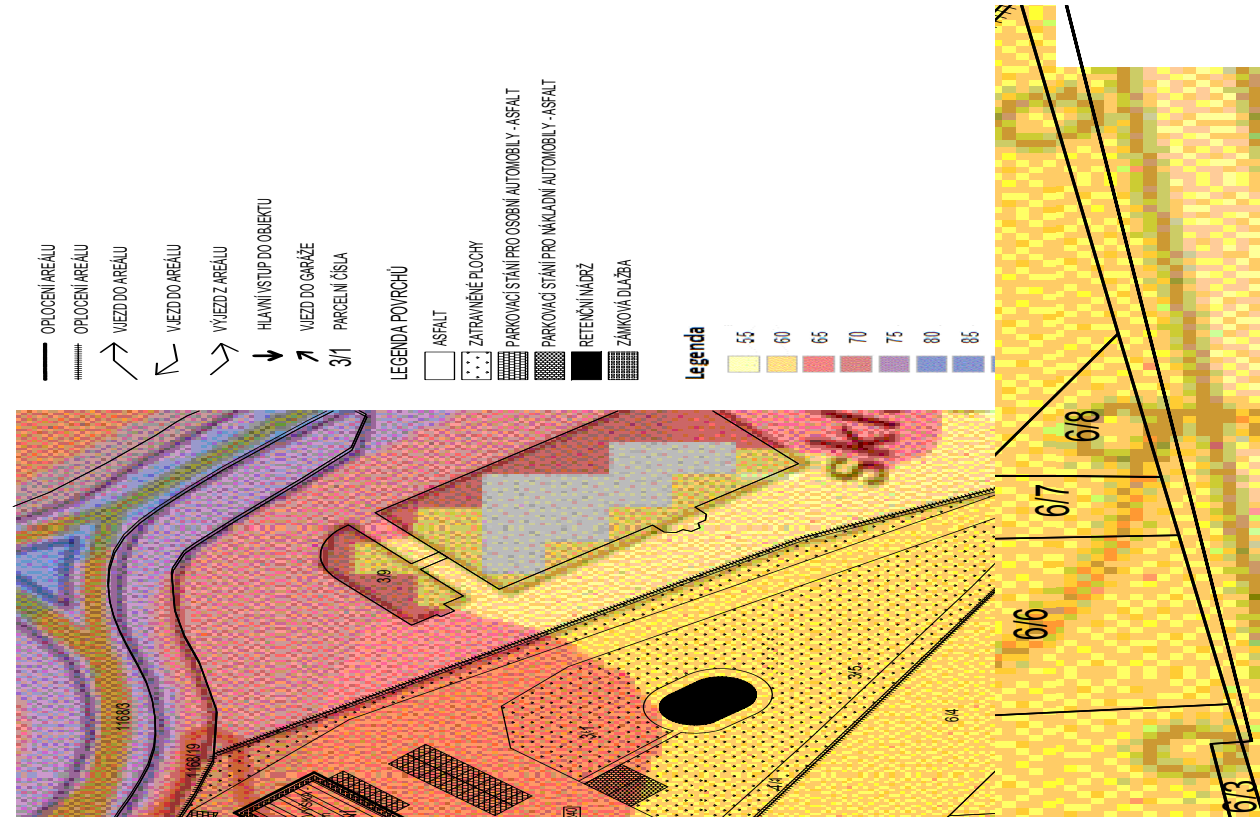 OPLOCENÍ AREÁLU
OPLOCENÍ AREÁLU
VJEZD DO AREÁLU
VJEZD DO AREÁLU
VÝJEZD Z AREÁLU
HLAVNÍ VSTUP DO OBJEKTU
VJEZD DO GARÁŽE
3/1 PARCELNÍ ČÍSLA
LEGENDA POVRCHŮ
ASFALT
ZATRAVNĚNÉ PLOCHY
PARKOVACÍ STÁNÍ PRO OSOBNÍ AUTOMOBILY - ASFALT
PARKOVACÍ STÁNÍ PRO NÁKLADNÍ AUTOMOBILY - ASFALT
RETENČNÍ NÁDRŽ
ZÁMKOVÁ DLAŽBA
Legenda
55
60
65
70
75
80
85
3/9
1168/3
1168/19
3/1
3/5
4/4
6/4
6/8
6/7
6/6
6/3